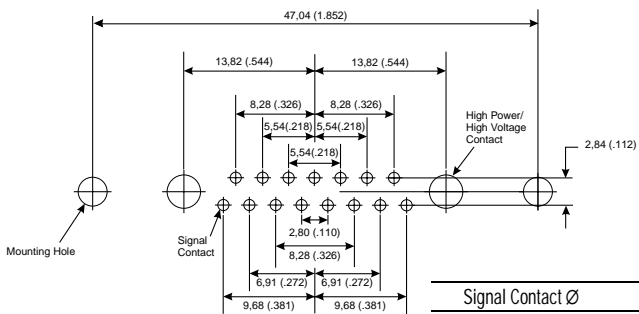 47,04 (1.852)
13,82 (.544)
13,82 (.544)
8,28 (.326)
8,28 (.326)
5,54(.218)
5,54(.218)
5,54(.218)
High Power/
High Voltage
Contact
2,84 (.112)
Mounting Hole
Signal
Contact
2,80 (.110)
8,28 (.326)
6,91 (.272)
6,91 (.272)
9,68 (.381)
9,68 (.381)
Signal Contact Ø